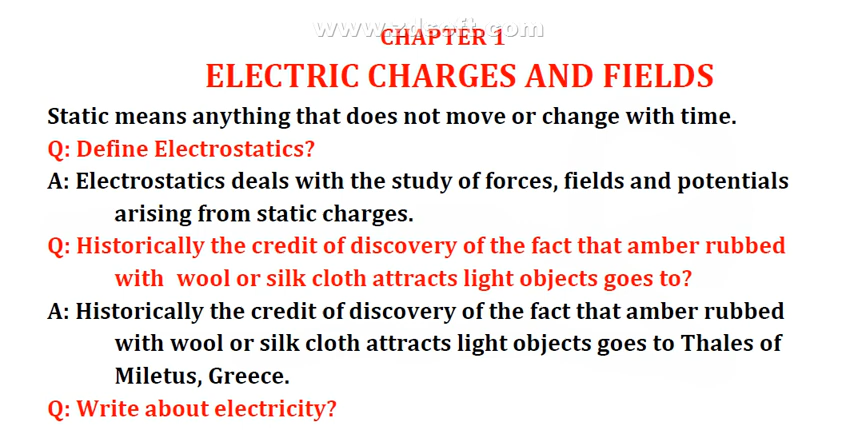 www.zdsoft.com
CHAPTER 1
ELECTRIC CHARGES AND FIELDS
Static means anything that does not move or change with time.
Q: Define Electrostatics?
A: Electrostatics deals with the study of forces, fields and potentials
arising from static charges.
Q: Historically the credit of discovery of the fact that amber rubbed
with  wool or silk cloth attracts light objects goes to?
A: Historically the credit of discovery of the fact that amber rubbed
with wool or silk cloth attracts light objects goes to Thales of
Miletus, Greece.
Q: Write about electricity?